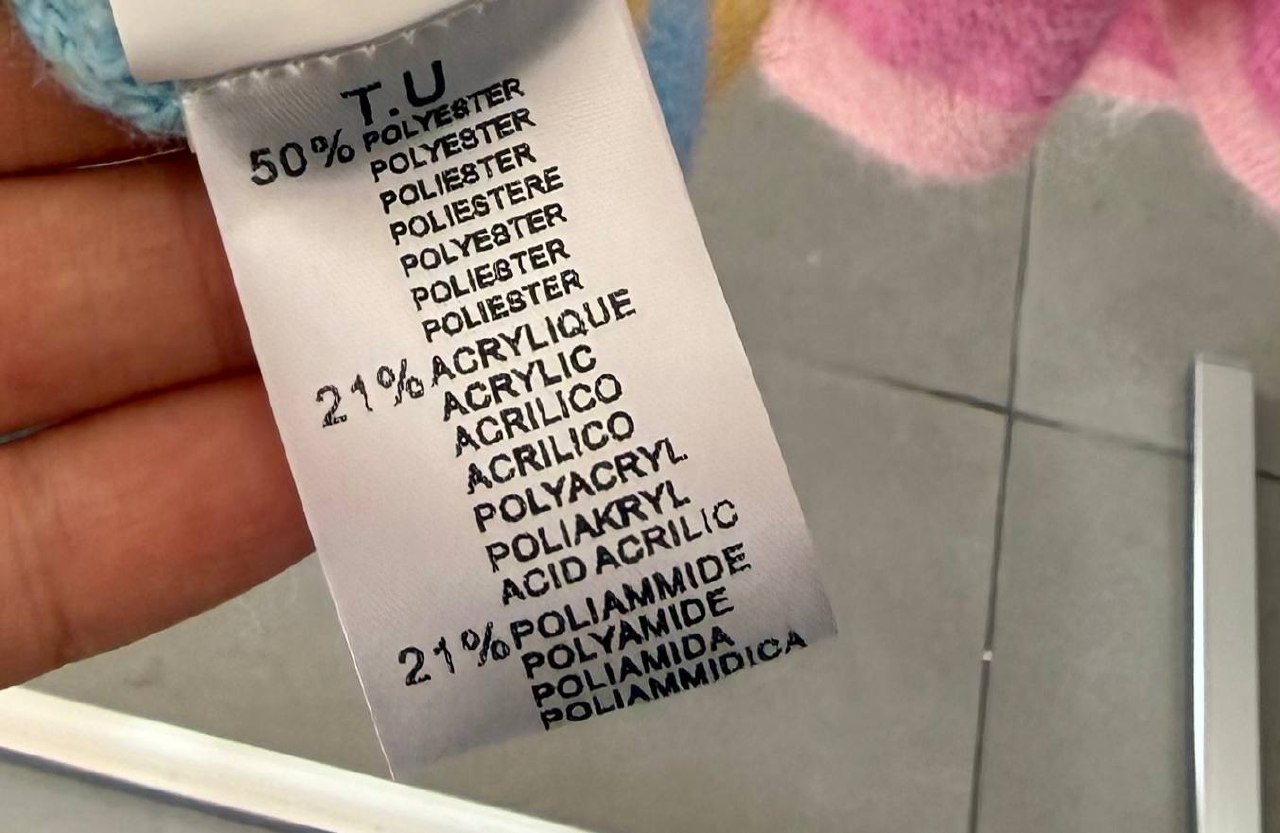 T.U
50% POLYESTER
POLYESTER
POLIESTER
POLIESTERE
POLYESTER
POLIESTER
POLIESTER
21% ACRYLIQUE
ACRYLIC
ACRILICO
ACRILICO
POLYACRYL
POLIAKRYL
ACID ACRILIC
21% POLIAMMIDE
POLYAMIDE
POLIAMIDA
POLIAMMIDICA